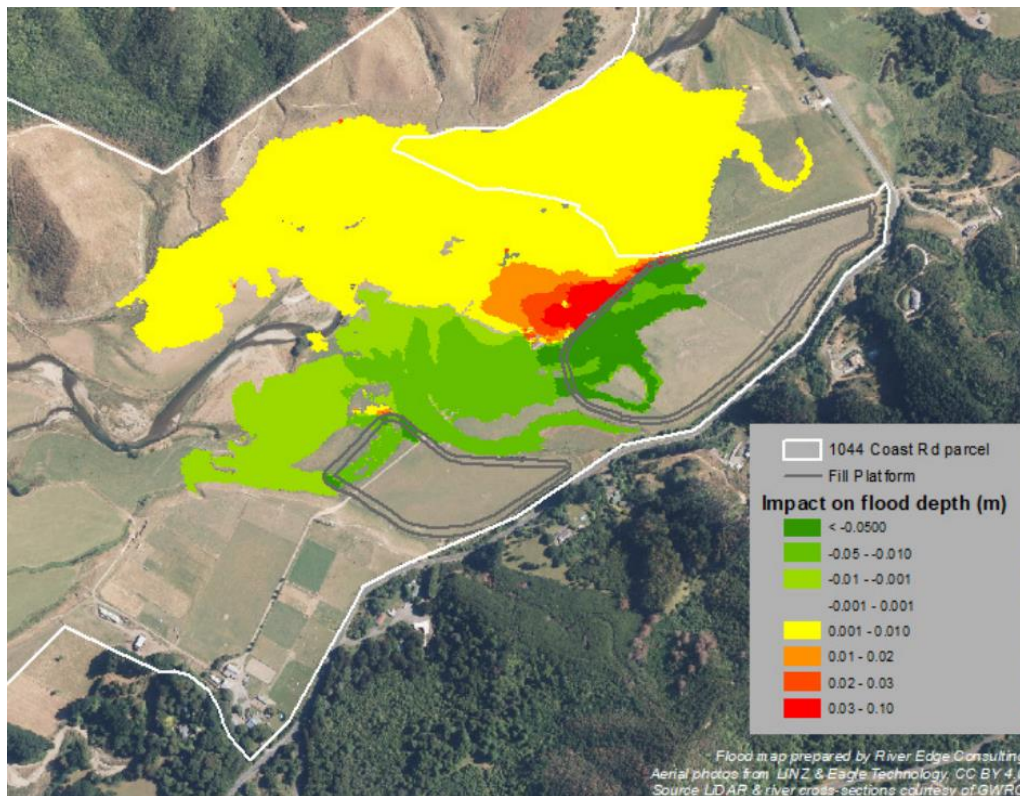 1044 Coast Rd parcel
Fill Platform
Impact on flood depth (m)
< -0.0500
-0.05 - -0.010
-0.01 - -0.001
-0.001 - 0.001
0.001 - 0.010
0.01 - 0.02
0.02 - 0.03
0.03 - 0.10
Flood map prepared by River Edge Consulting
Aerial photos from LINZ & Eagle Technology, CC BY 4.0
Source LiDAR & river cross-sections courtesy of GWRC